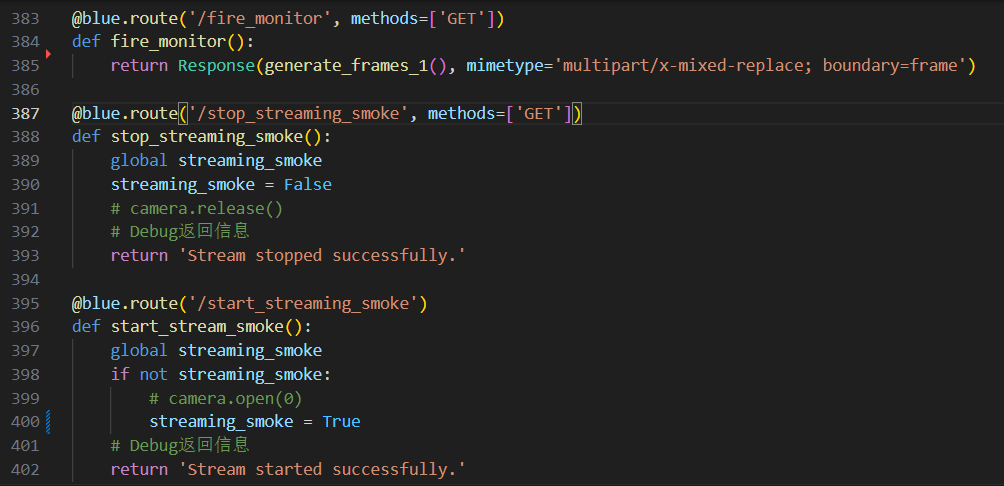 383 @blue.route('/fire_monitor', methods=['GET'])
384 def fire_monitor():
385     return Response(generate_frames_1(), mimetype='multipart/x-mixed-replace; boundary=frame')
386
387 @blue.route('/stop_streaming_smoke', methods=['GET'])
388 def stop_streaming_smoke():
389     global streaming_smoke
390     streaming_smoke = False
391     # camera.release()
392     # Debug返回信息
393     return 'Stream stopped successfully.'
394
395 @blue.route('/start_streaming_smoke')
396 def start_stream_smoke():
397     global streaming_smoke
398     if not streaming_smoke:
399         # camera.open(0)
400         streaming_smoke = True
401     # Debug返回信息
402     return 'Stream started successfully.'